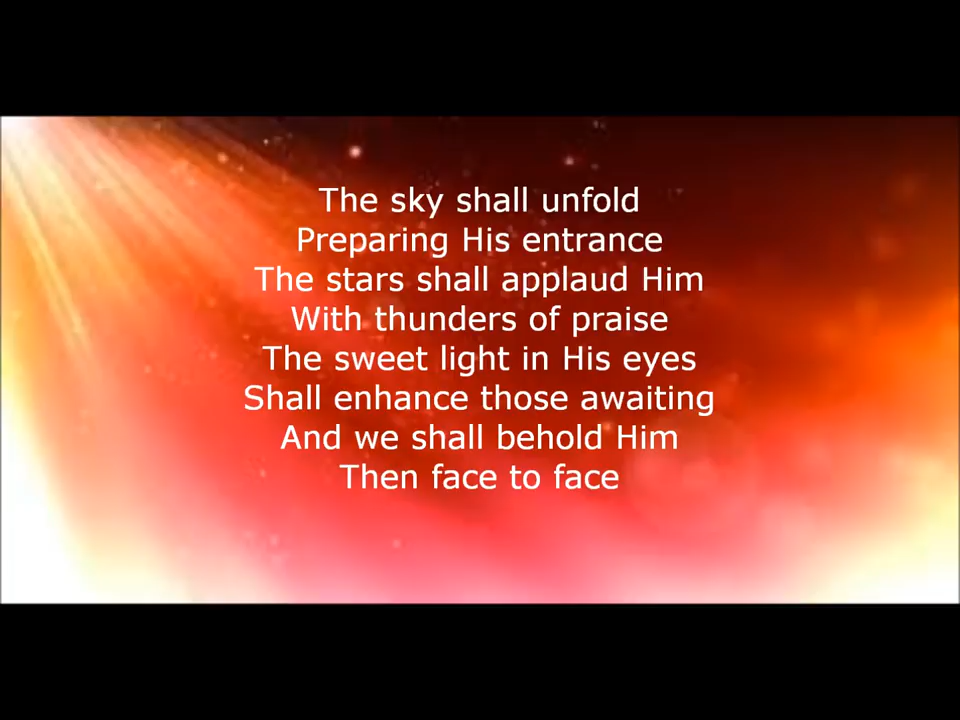 The sky shall unfold
Preparing His entrance
The stars shall applaud Him
With thunders of praise
The sweet light in His eyes
Shall enhance those awaiting
And we shall behold Him
Then face to face